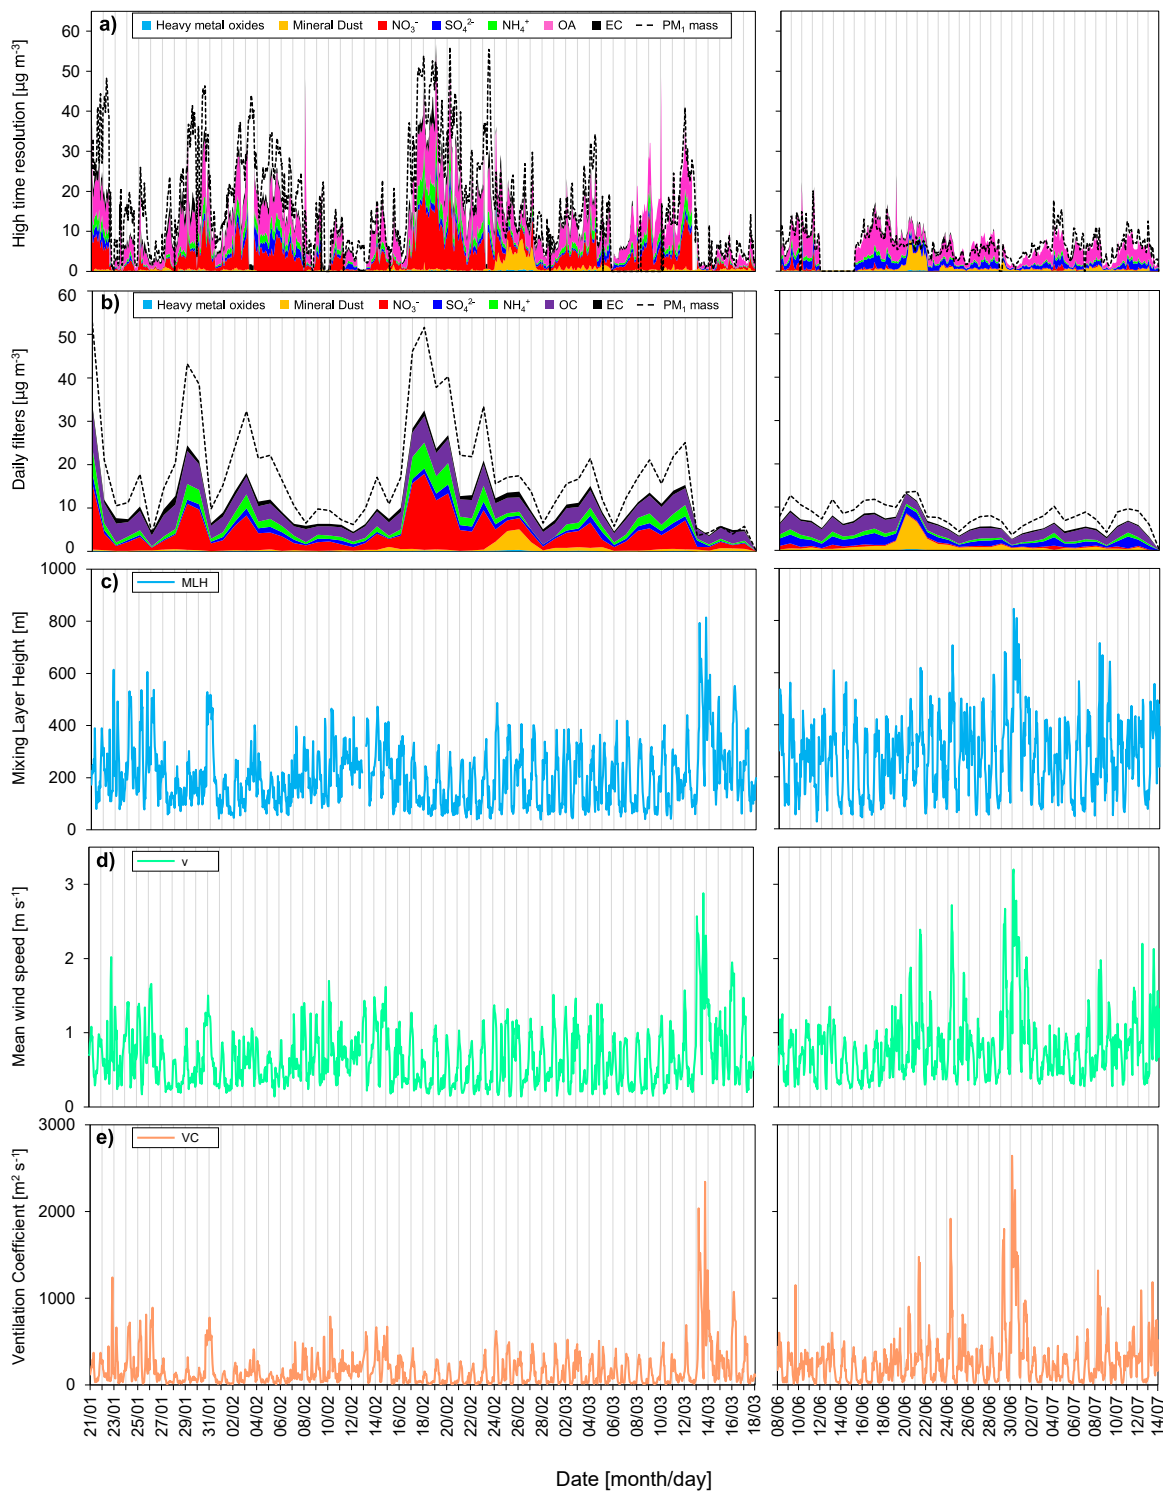 a) Heavy metal oxides Mineral Dust NO₃⁻ SO₄²⁻ NH₄⁺ OA EC PM₁ mass
High time resolution [µg m⁻³]
60
50
40
30
20
10
0
b) Heavy metal oxides Mineral Dust NO₃⁻ SO₄²⁻ NH₄⁺ OC EC PM₁ mass
Daily filters [µg m⁻³]
60
50
40
30
20
10
0
c) MLH
Mixing Layer Height [m]
1000
800
600
400
200
0
d) v
Mean wind speed [m s⁻¹]
3
2
1
0
e) VC
Ventilation Coefficient [m² s⁻¹]
3000
2000
1000
0
21/01 23/01 25/01 27/01 29/01 31/01 02/02 04/02 06/02 08/02 10/02 12/02 14/02 16/02 18/02 20/02 22/02 24/02 26/02 28/02 02/03 04/03 06/03 08/03 10/03 12/03 14/03 16/03 18/03
08/06 10/06 12/06 14/06 16/06 18/06 20/06 22/06 24/06 26/06 28/06 30/06 02/07 04/07 06/07 08/07 10/07 12/07 14/07
Date [month/day]